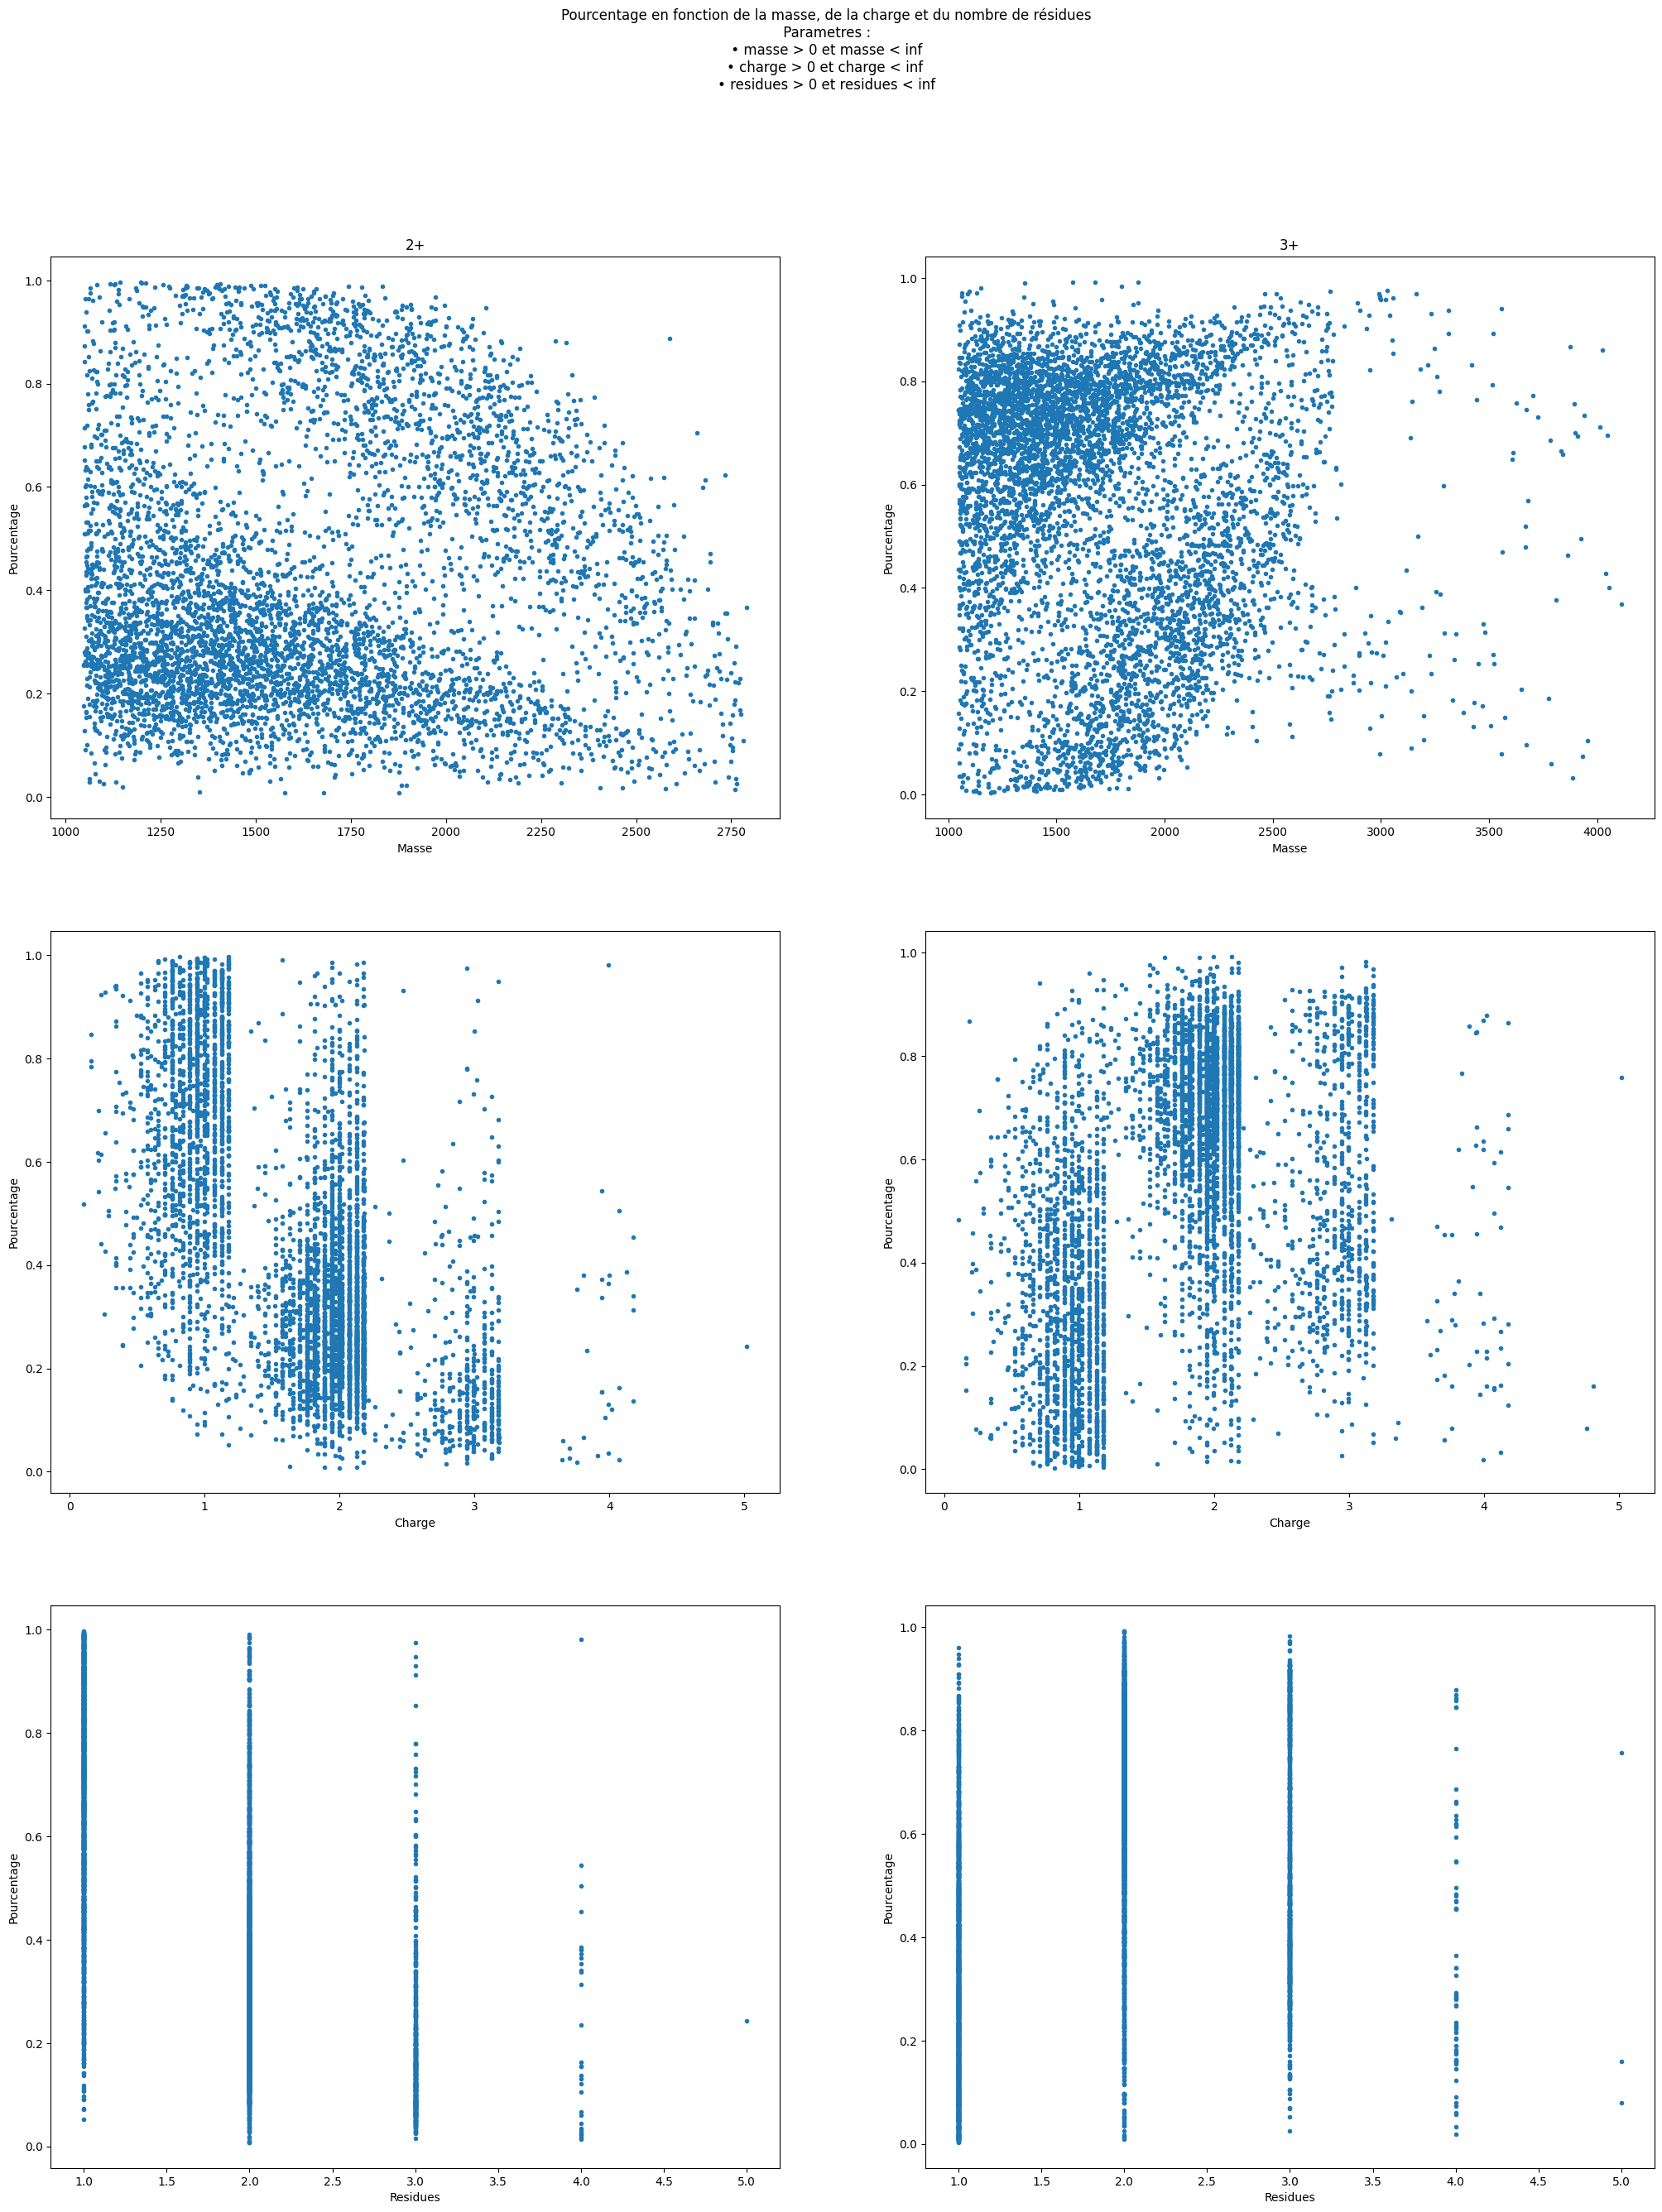 Pourcentage en fonction de la masse, de la charge et du nombre de résidues
Parametres :
• masse > 0 et masse < inf
• charge > 0 et charge < inf
• residues > 0 et residues < inf
2+
1.0
0.8
0.6
0.4
0.2
0.0
Pourcentage
1000 1250 1500 1750 2000 2250 2500 2750
Masse
3+
1.0
0.8
0.6
0.4
0.2
0.0
Pourcentage
1000 1500 2000 2500 3000 3500 4000
Masse
1.0
0.8
0.6
0.4
0.2
0.0
Pourcentage
0 1 2 3 4 5
Charge
1.0
0.8
0.6
0.4
0.2
0.0
Pourcentage
0 1 2 3 4 5
Charge
1.0
0.8
0.6
0.4
0.2
0.0
Pourcentage
1.0 1.5 2.0 2.5 3.0 3.5 4.0 4.5 5.0
Residues
1.0
0.8
0.6
0.4
0.2
0.0
Pourcentage
1.0 1.5 2.0 2.5 3.0 3.5 4.0 4.5 5.0
Residues